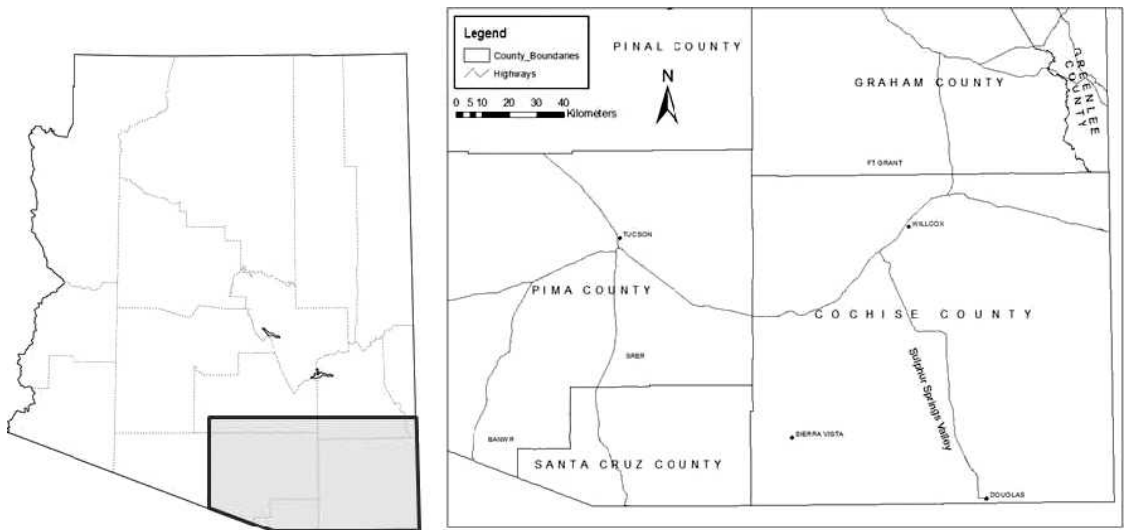 Legend
County_Boundaries
Highways
N
0 5 10 20 30 40
Kilometers
PINAL COUNTY
GRAHAM COUNTY
GREENLEE
COUNTY
FT GRANT
TUCSON
WILLCOX
PIMA COUNTY
COCHISE COUNTY
SRER
Sulphur Springs Valley
BANWR
SIERRA VISTA
SANTA CRUZ COUNTY
DOUGLAS